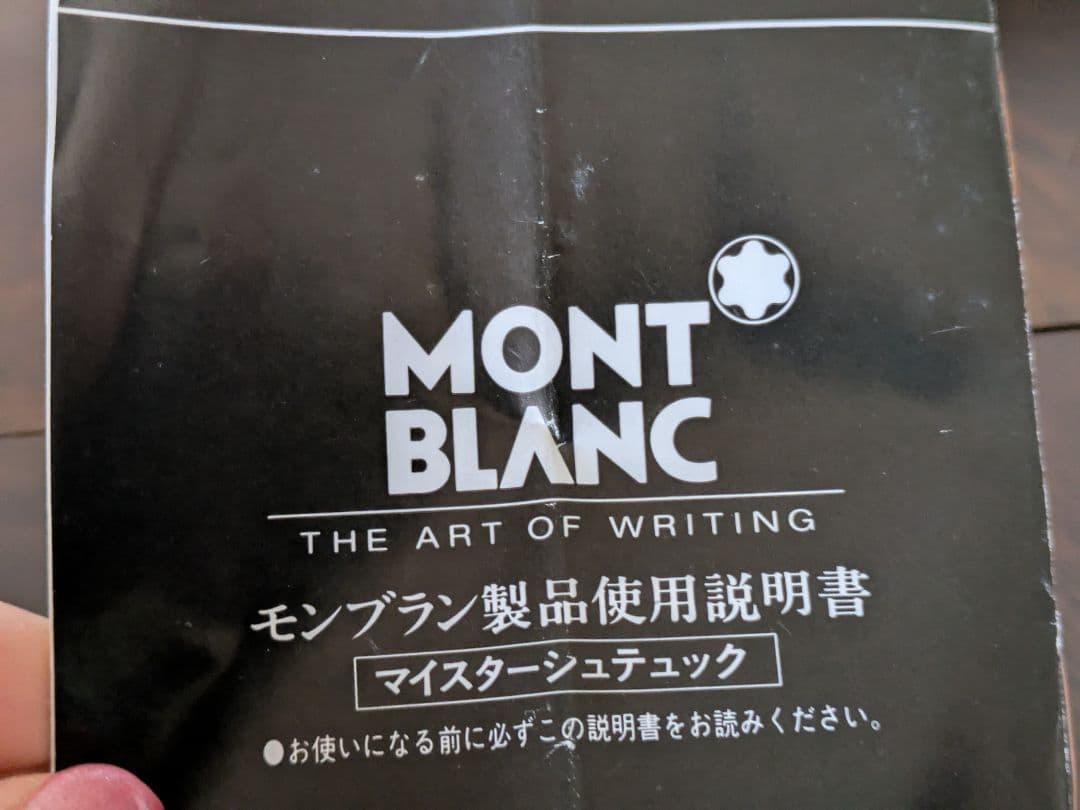 MONT
BLANC
THE ART OF WRITING
モンブラン製品使用説明書
マイスターシュテュック
●お使いになる前に必ずこの説明書をお読みください。